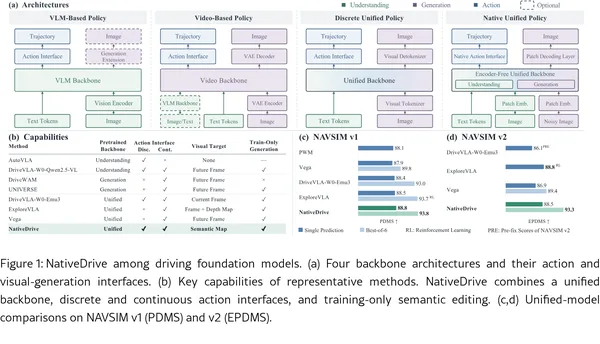 (a) Architectures
Understanding Generation Action Optional
VLM-Based Policy Video-Based Policy Discrete Unified Policy Native Unified Policy
Trajectory Image Trajectory Image Trajectory Image Trajectory Image
Action Interface Generation Extension Action Interface VAE Decoder Action Interface Visual Detokenizer Native Action Interface Patch Decoding Layer
VLM Backbone Video Backbone Unified Backbone Encoder-Free Unified Backbone
Understanding Generation
Vision Encoder VLM Backbone VAE Encoder Visual Tokenizer Patch Emb. Patch Emb.
Text Tokens Image Image/Text Text Tokens Image Text Tokens Image Text Tokens Image Noisy Image
(b) Capabilities
Method Pretrained Backbone Action Interface Disc. Cont. Visual Target Train-Only Generation
AutoVLA Understanding ✓ × None —
DriveVLA-W0-Qwen2.5-VL Understanding ✓ Future Frame ✓
DriveWAM Generation Future Frame
UNIVERSE Generation Future Frame ✓
DriveVLA-W0-Emu3 Unified ✓ Current Frame ✓
ExploreVLA Unified Frame + Depth Map ✓
Vega Unified × ✓ Future Frame
NativeDrive Unified ✓ ✓ Semantic Map ✓
(c) NAVSIM v1
PWM 88.1
Vega 87.9 89.8
DriveVLA-W0-Emu3 88.4 93.0
ExploreVLA 88.5 93.7 RL
NativeDrive 88.8 93.8
PDMS ↑
(d) NAVSIM v2
DriveVLA-W0-Emu3 86.1 PRE
ExploreVLA 88.8 RL
Vega 86.9 89.4
NativeDrive 88.5 93.3
EPDMS ↑
Single Prediction Best-of-6 RL: Reinforcement Learning PRE: Pre-fix Scores of NAVSIM v2
Figure 1: NativeDrive among driving foundation models. (a) Four backbone architectures and their action and
visual-generation interfaces. (b) Key capabilities of representative methods. NativeDrive combines a unified
backbone, discrete and continuous action interfaces, and training-only semantic editing. (c,d) Unified-model
comparisons on NAVSIM v1 (PDMS) and v2 (EPDMS).